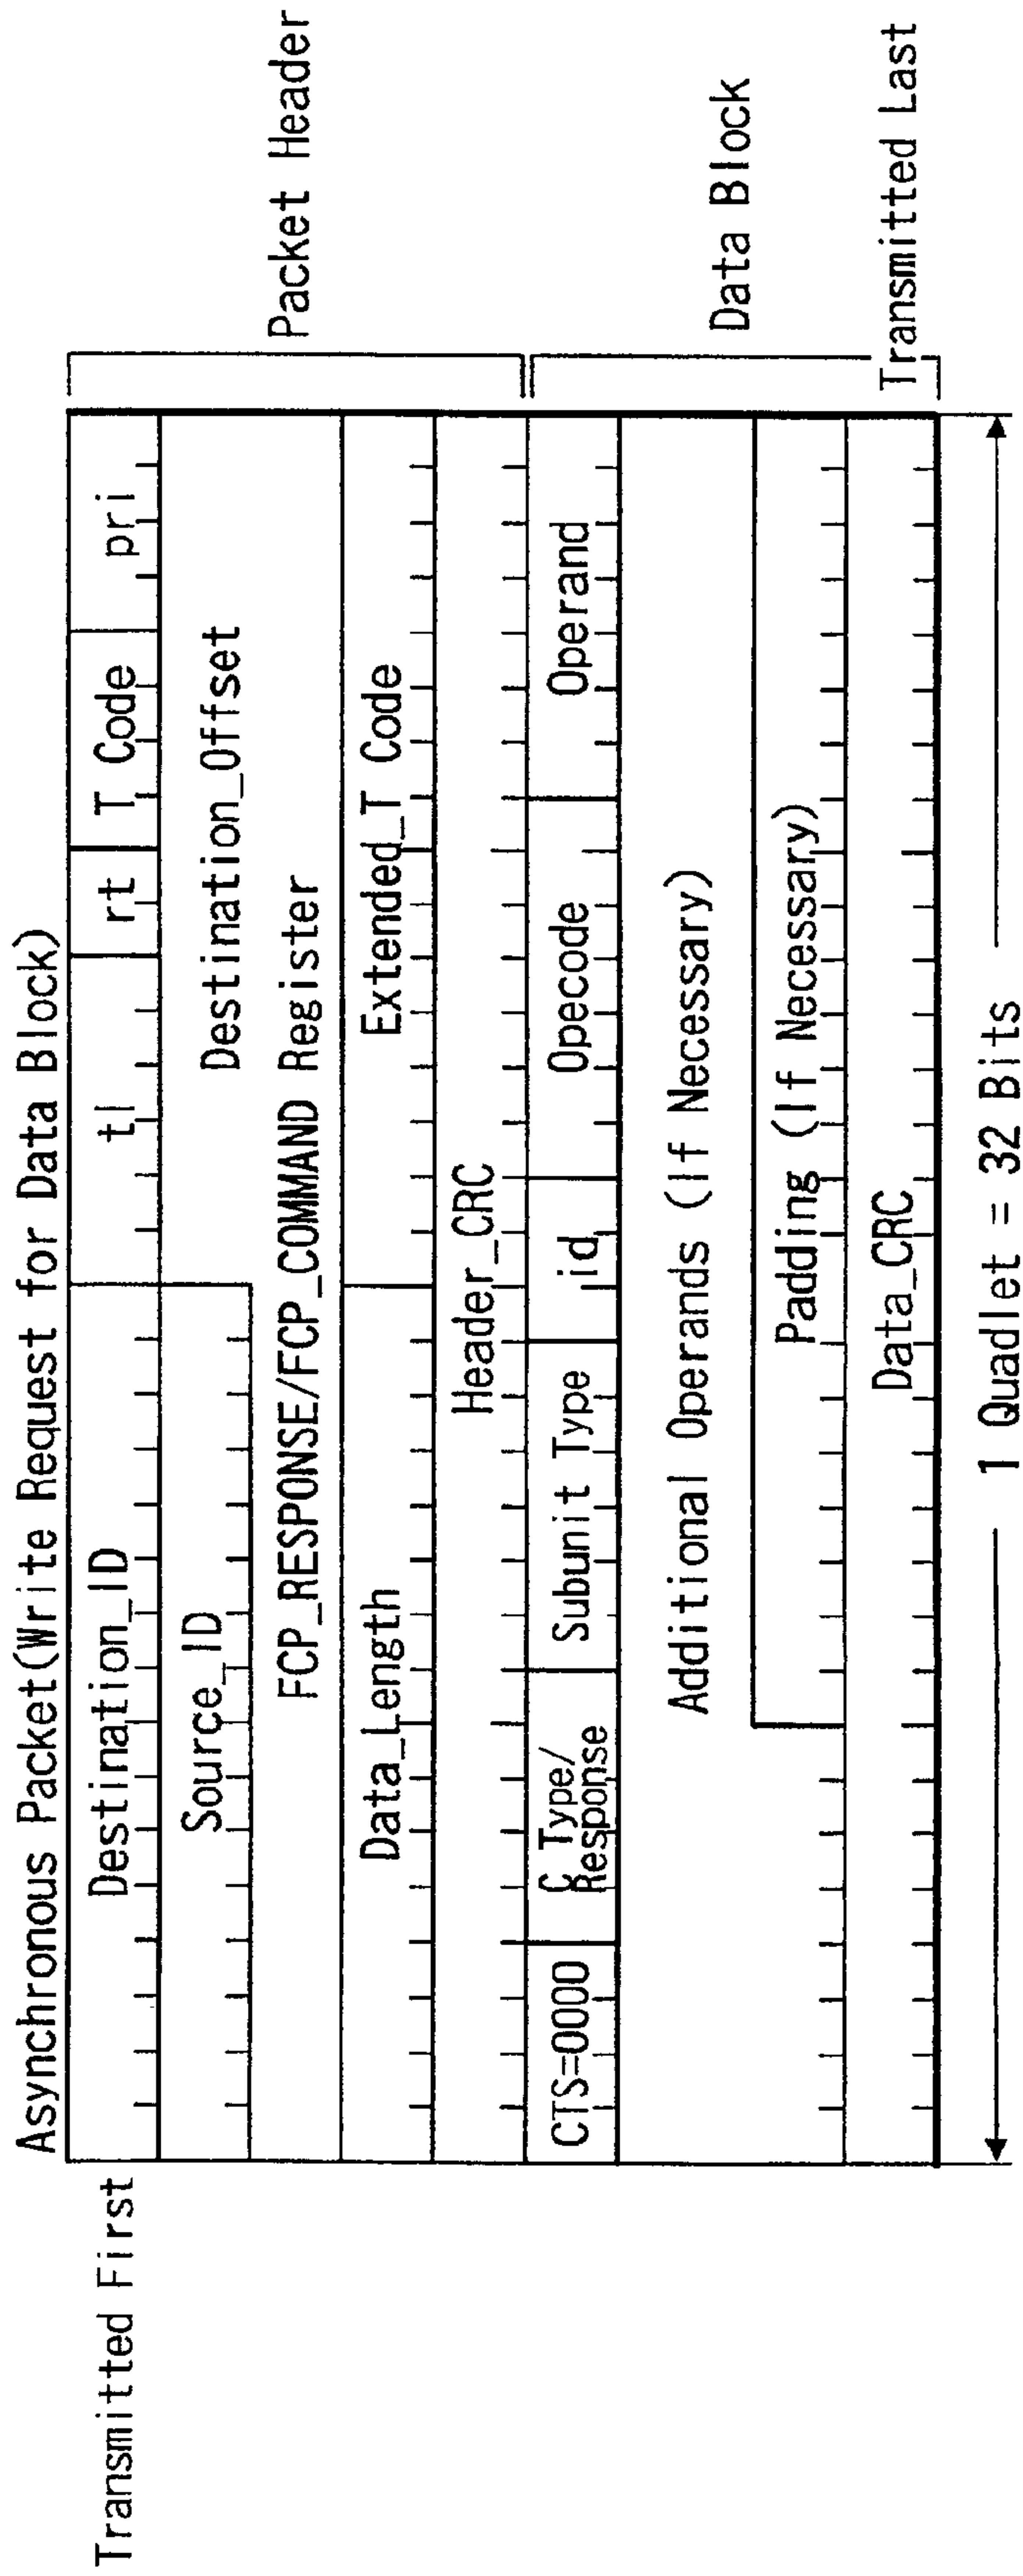 Asynchronous Packet(Write Request for Data Block)
Transmitted First
Destination_ID
tl
rt
T Code
pri
Source_ID
Destination_Offset
FCP_RESPONSE/FCP_COMMAND Register
Data_Length
Extended_T Code
Header_CRC
Packet Header
CTS=0000
C Type/
Response
Subunit Type
id
Opecode
Operand
Additional Operands (If Necessary)
Padding (If Necessary)
Data_CRC
Data Block
Transmitted Last
1 Quadlet = 32 Bits